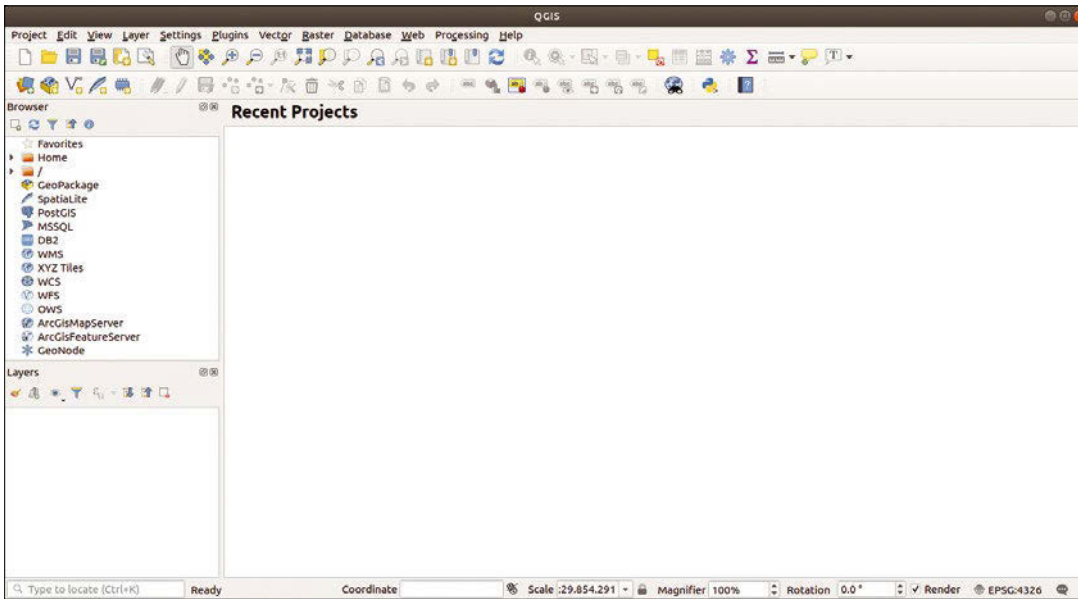 QGIS
Project Edit View Layer Settings Plugins Vector Raster Database Web Processing Help
Browser
Recent Projects
Favorites
Home
/
GeoPackage
SpatiaLite
PostGIS
MSSQL
DB2
WMS
XYZ Tiles
WCS
WFS
OWS
ArcGisMapServer
ArcGisFeatureServer
GeoNode
Layers
Type to locate (Ctrl+K) Ready Coordinate Scale :29.854.291 Magnifier 100% Rotation 0.0° Render EPSG:4326